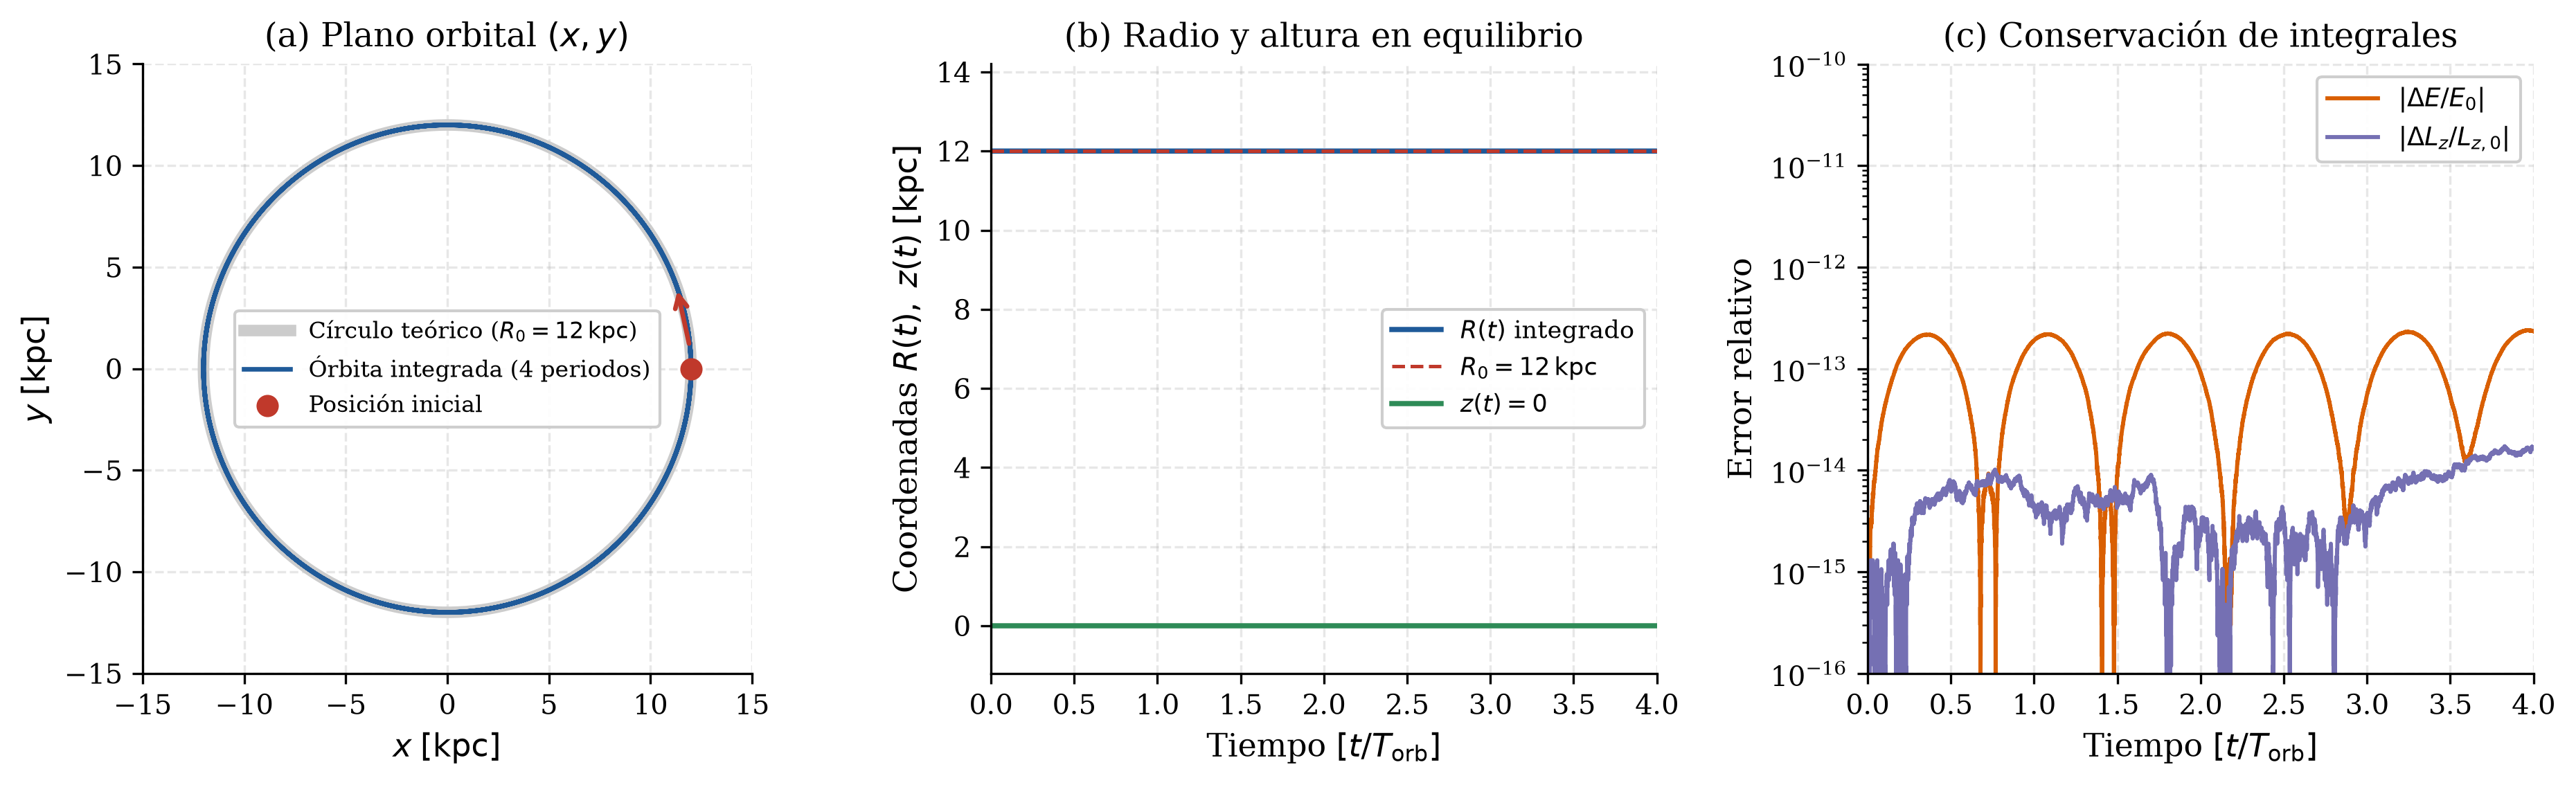 (a) Plano orbital (x, y)
15
10
5
0
−5
−10
−15
y [kpc]
Círculo teórico (R₀ = 12 kpc)
Órbita integrada (4 periodos)
Posición inicial
−15 −10 −5 0 5 10 15
x [kpc]
(b) Radio y altura en equilibrio
14
12
10
8
6
4
2
0
Coordenadas R(t), z(t) [kpc]
R(t) integrado
R₀ = 12 kpc
z(t) = 0
0.0 0.5 1.0 1.5 2.0 2.5 3.0 3.5 4.0
Tiempo [t/T_orb]
(c) Conservación de integrales
10⁻¹⁰
10⁻¹¹
10⁻¹²
10⁻¹³
10⁻¹⁴
10⁻¹⁵
10⁻¹⁶
Error relativo
|ΔE/E₀|
|ΔL_z/L_z,0|
0.0 0.5 1.0 1.5 2.0 2.5 3.0 3.5 4.0
Tiempo [t/T_orb]